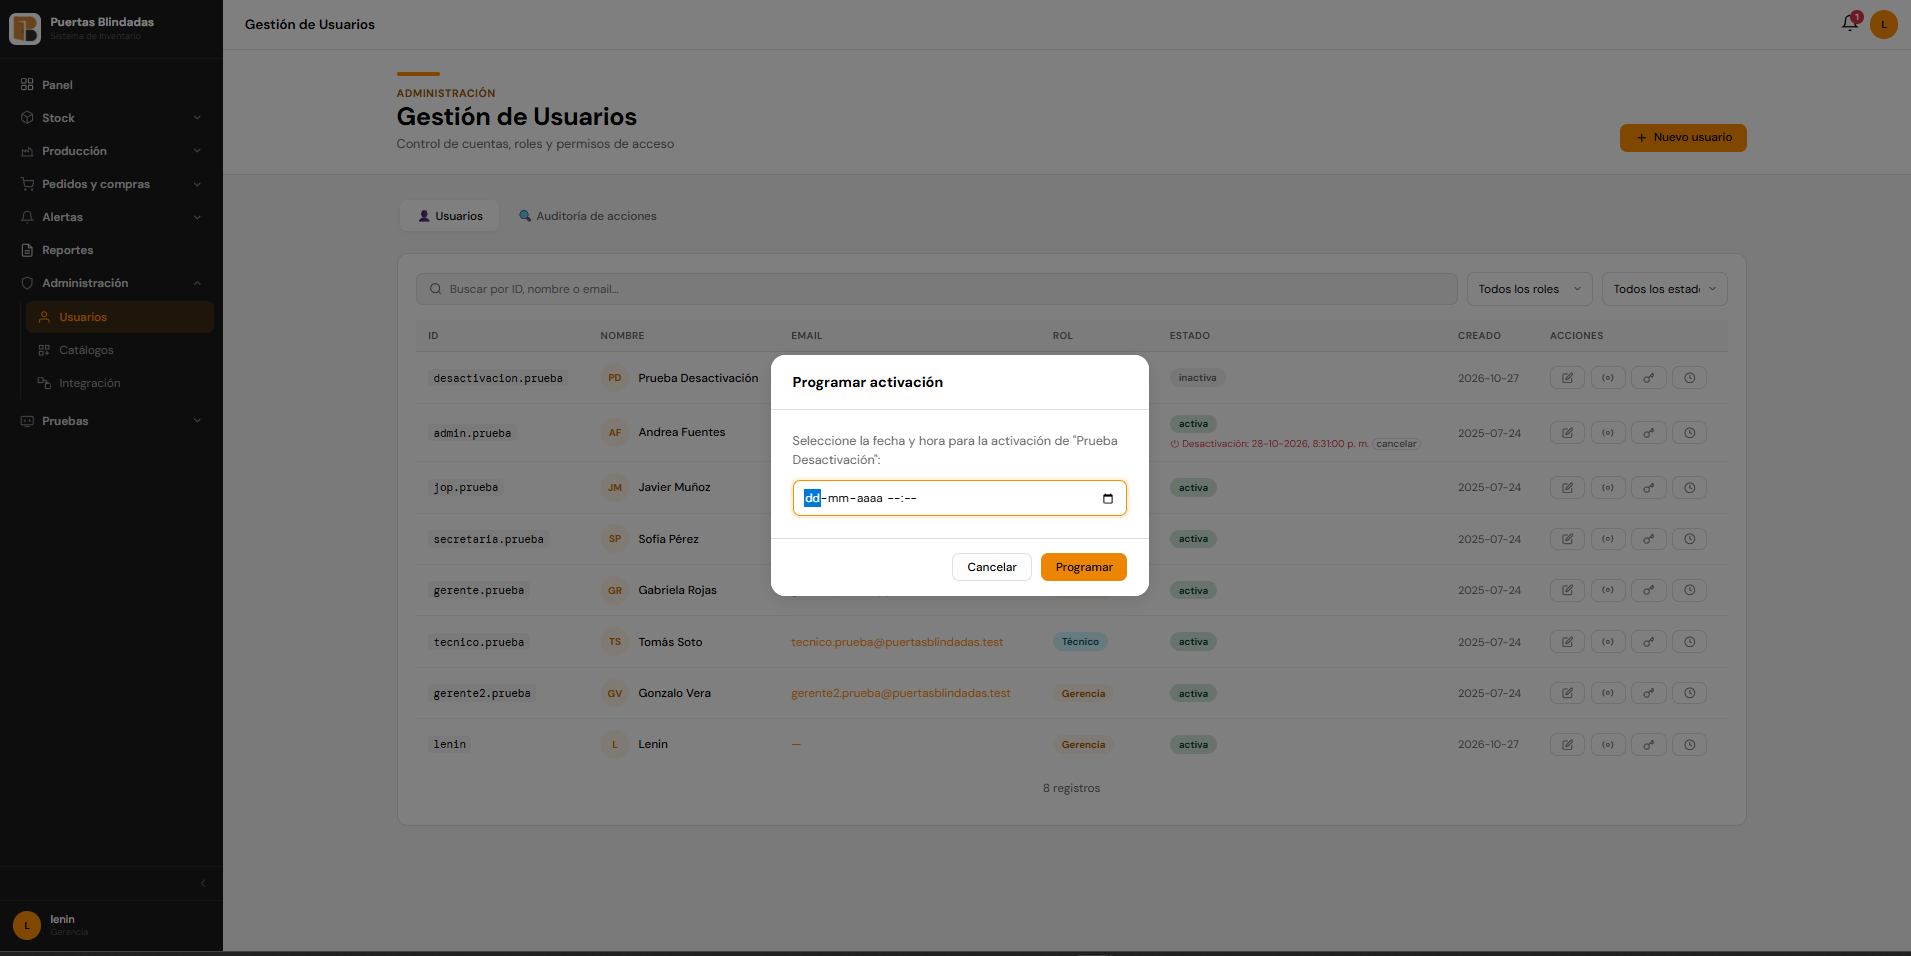 Puertas Blindadas
Sistema de Inventario
Panel
Stock
Producción
Pedidos y compras
Alertas
Reportes
Administración
Usuarios
Catálogos
Integración
Pruebas
L
lenin
Gerencia
Gestión de Usuarios
1
L
ADMINISTRACIÓN
Gestión de Usuarios
Control de cuentas, roles y permisos de acceso
+ Nuevo usuario
Usuarios
Auditoría de acciones
Buscar por ID, nombre o email...
Todos los roles
Todos los estad
ID NOMBRE EMAIL ROL ESTADO CREADO ACCIONES
desactivacion.prueba PD Prueba Desactivación inactiva 2026-10-27
admin.prueba AF Andrea Fuentes activa 2025-07-24
Desactivación: 28-10-2026, 8:31:00 p. m. cancelar
jop.prueba JM Javier Muñoz activa 2025-07-24
secretaria.prueba SP Sofía Pérez activa 2025-07-24
gerente.prueba GR Gabriela Rojas activa 2025-07-24
tecnico.prueba TS Tomás Soto tecnico.prueba@puertasblindadas.test Técnico activa 2025-07-24
gerente2.prueba GV Gonzalo Vera gerente2.prueba@puertasblindadas.test Gerencia activa 2025-07-24
lenin L Lenin — Gerencia activa 2026-10-27
8 registros
Programar activación
Seleccione la fecha y hora para la activación de "Prueba
Desactivación":
dd-mm-aaaa --:--
Cancelar
Programar